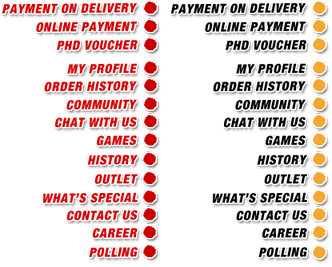 PAYMENT ON DELIVERY PAYMENT ON DELIVERY
ONLINE PAYMENT ONLINE PAYMENT
PHD VOUCHER PHD VOUCHER
MY PROFILE MY PROFILE
ORDER HISTORY ORDER HISTORY
COMMUNITY COMMUNITY
CHAT WITH US CHAT WITH US
GAMES GAMES
HISTORY HISTORY
OUTLET OUTLET
WHAT'S SPECIAL WHAT'S SPECIAL
CONTACT US CONTACT US
CAREER CAREER
POLLING POLLING